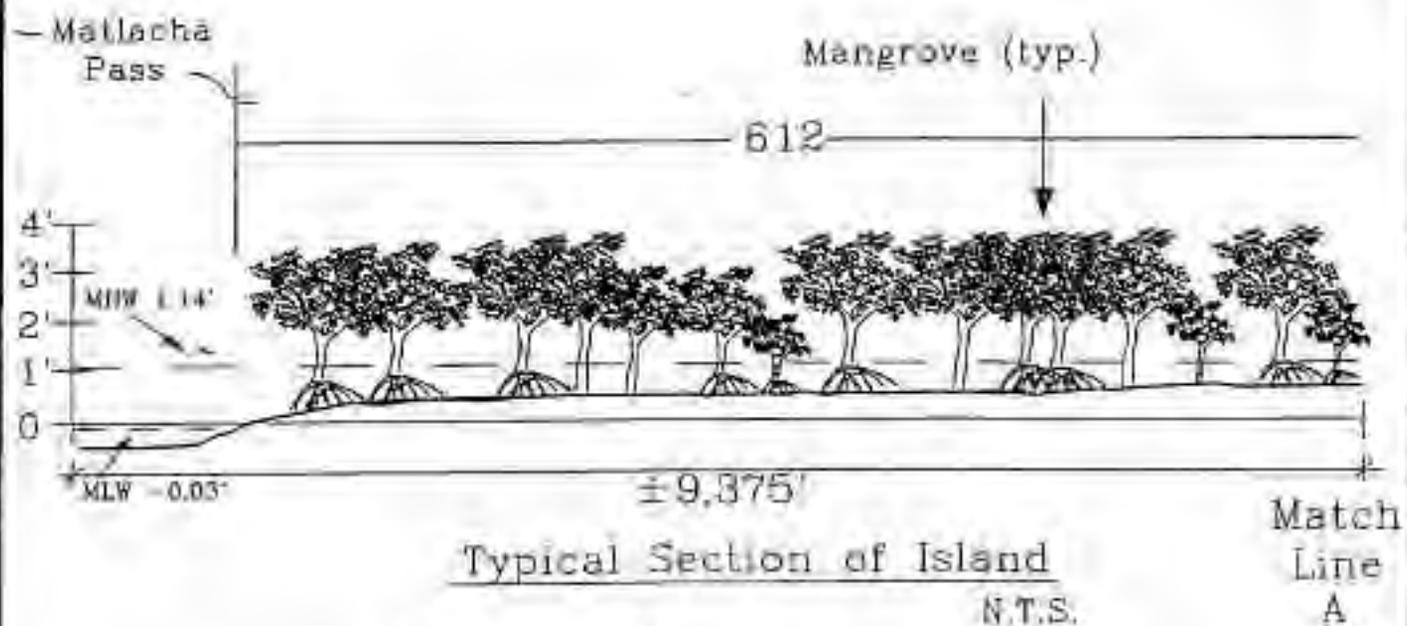 Matlacha
Pass
Mangrove (typ.)
612
4'
3'
MHW 1.14'
2'
1'
0
MLW -0.03'
±9,375'
Match
Line
A
Typical Section of Island
N.T.S.